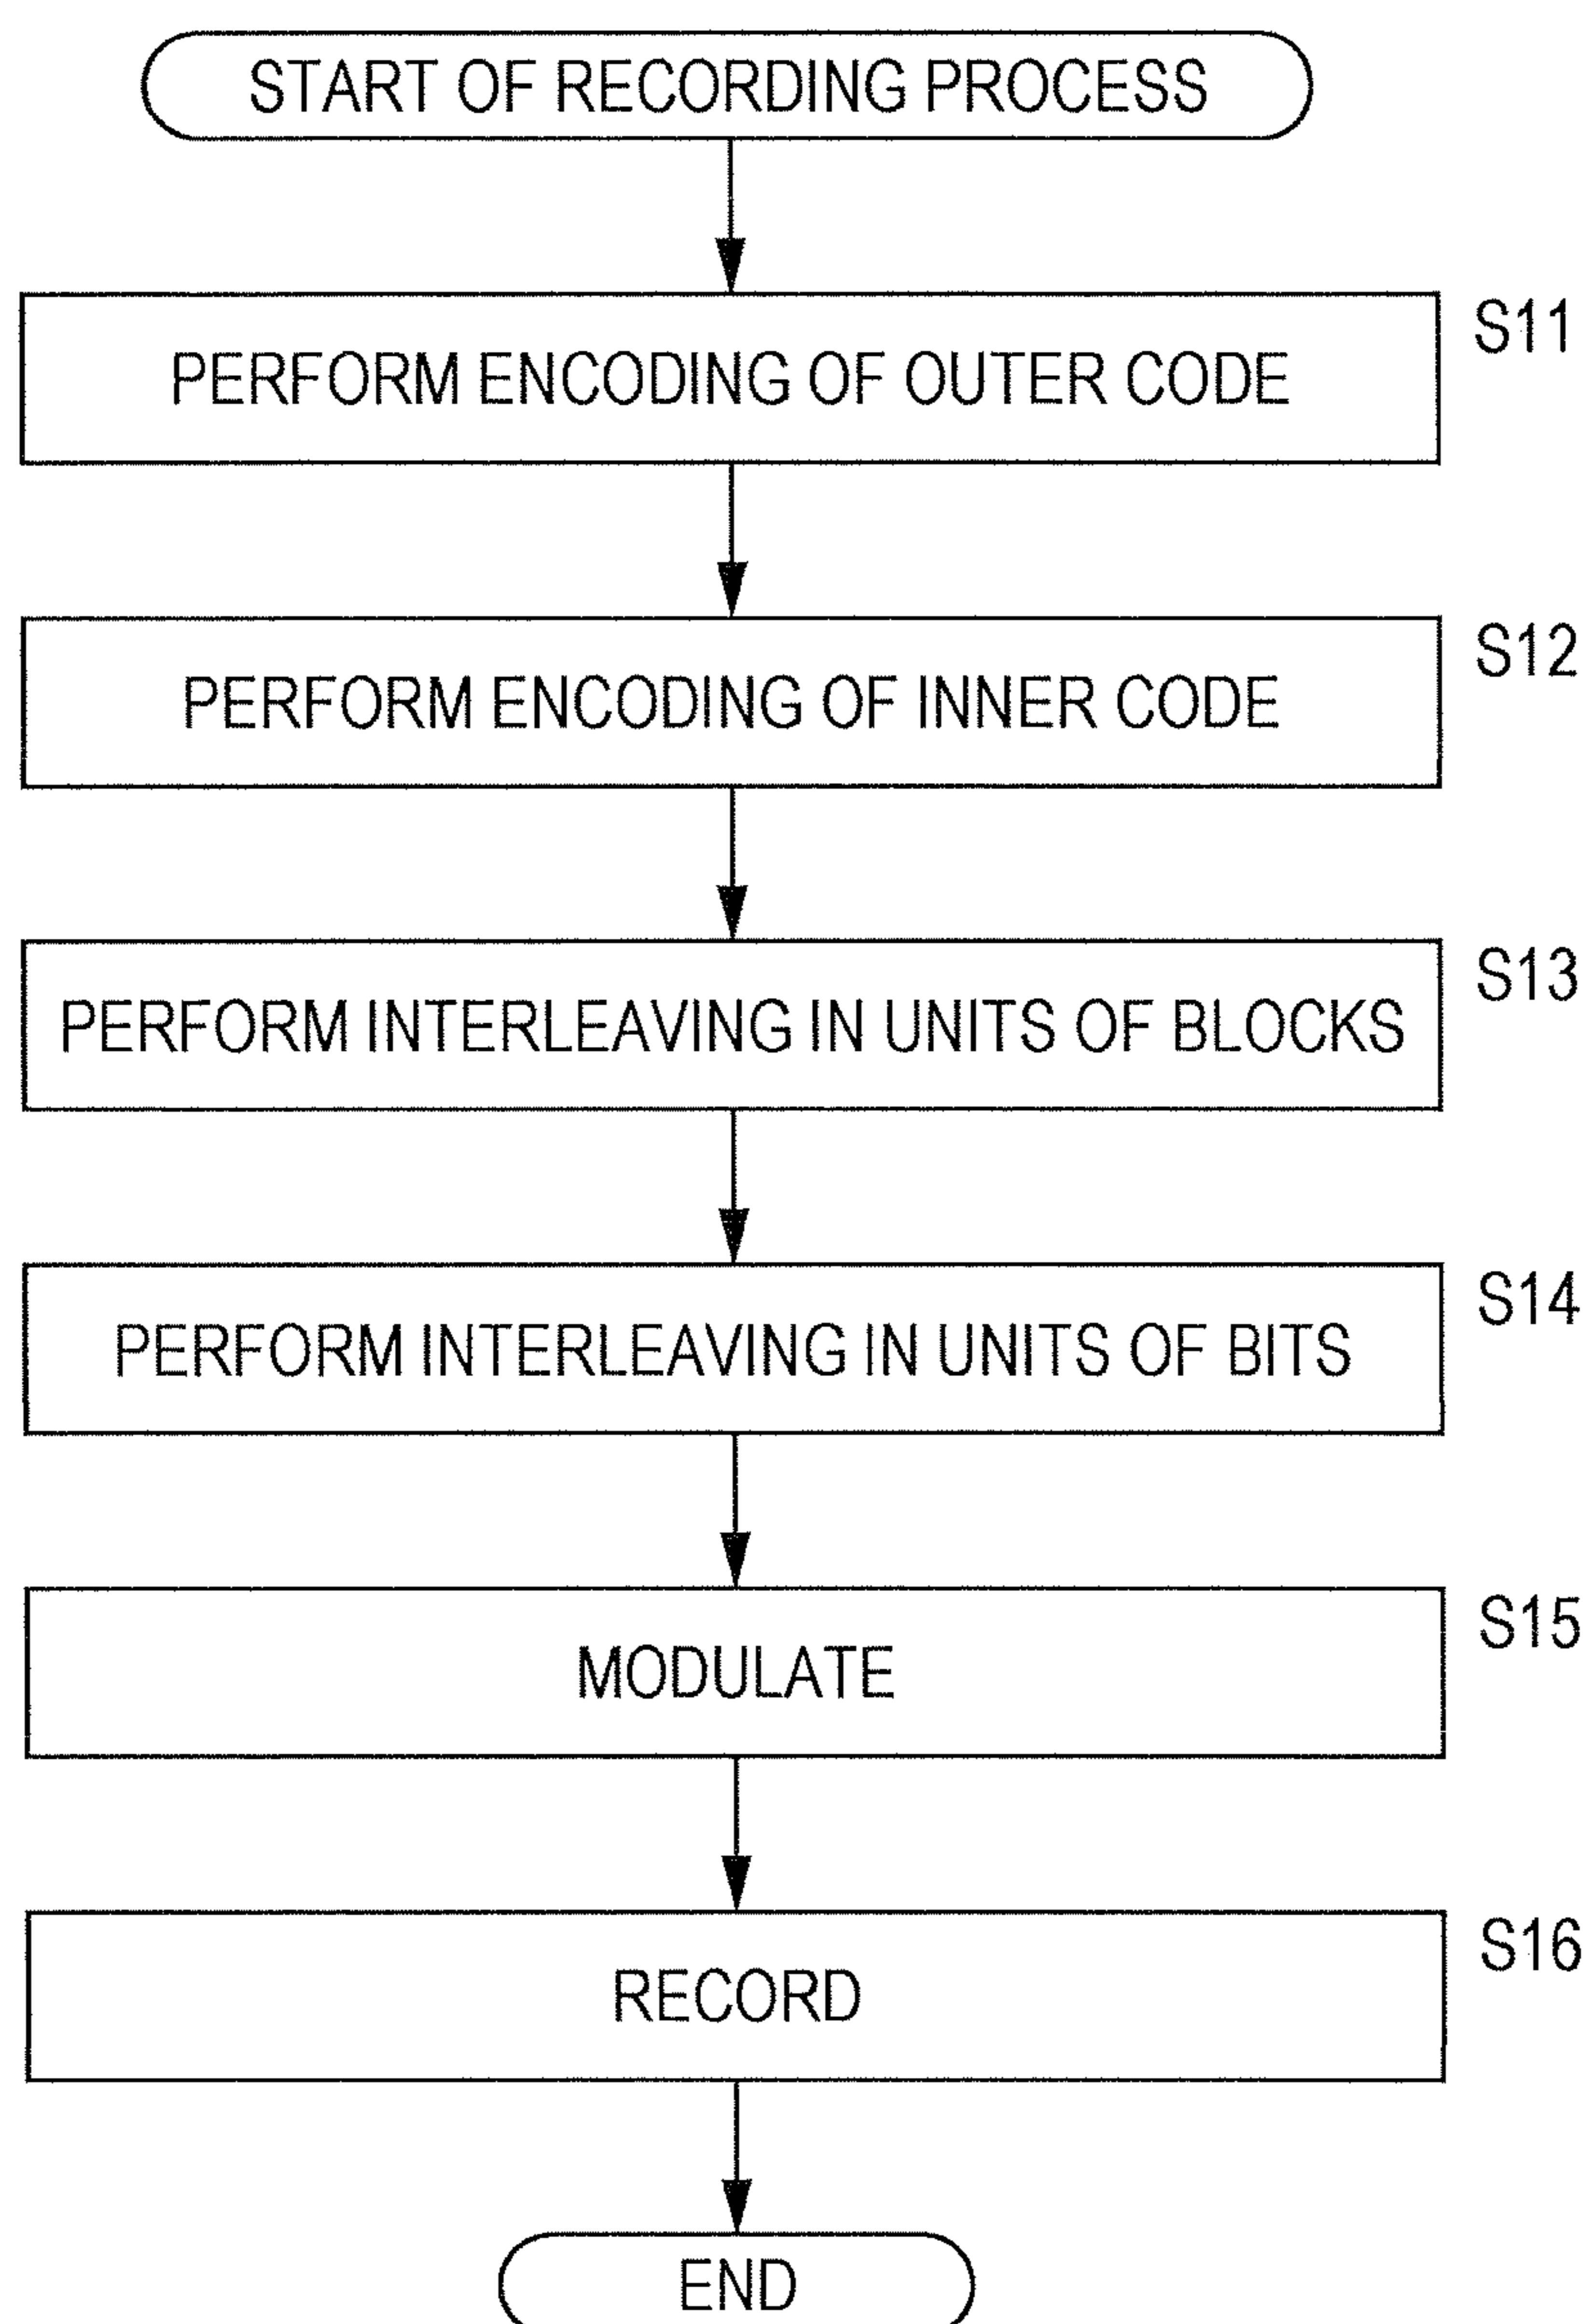 START OF RECORDING PROCESS
S11
PERFORM ENCODING OF OUTER CODE
S12
PERFORM ENCODING OF INNER CODE
S13
PERFORM INTERLEAVING IN UNITS OF BLOCKS
S14
PERFORM INTERLEAVING IN UNITS OF BITS
S15
MODULATE
S16
RECORD
END